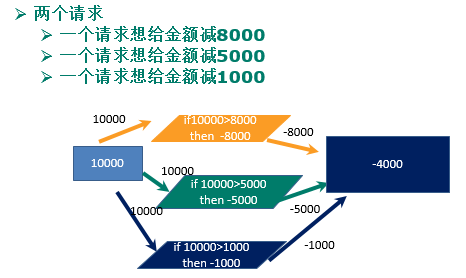 两个请求
一个请求想给金额减8000
一个请求想给金额减5000
一个请求想给金额减1000
10000
if10000>8000
then -8000
-8000
10000
10000
if 10000>5000
then -5000
-5000
-4000
10000
if 10000>1000
then -1000
-1000